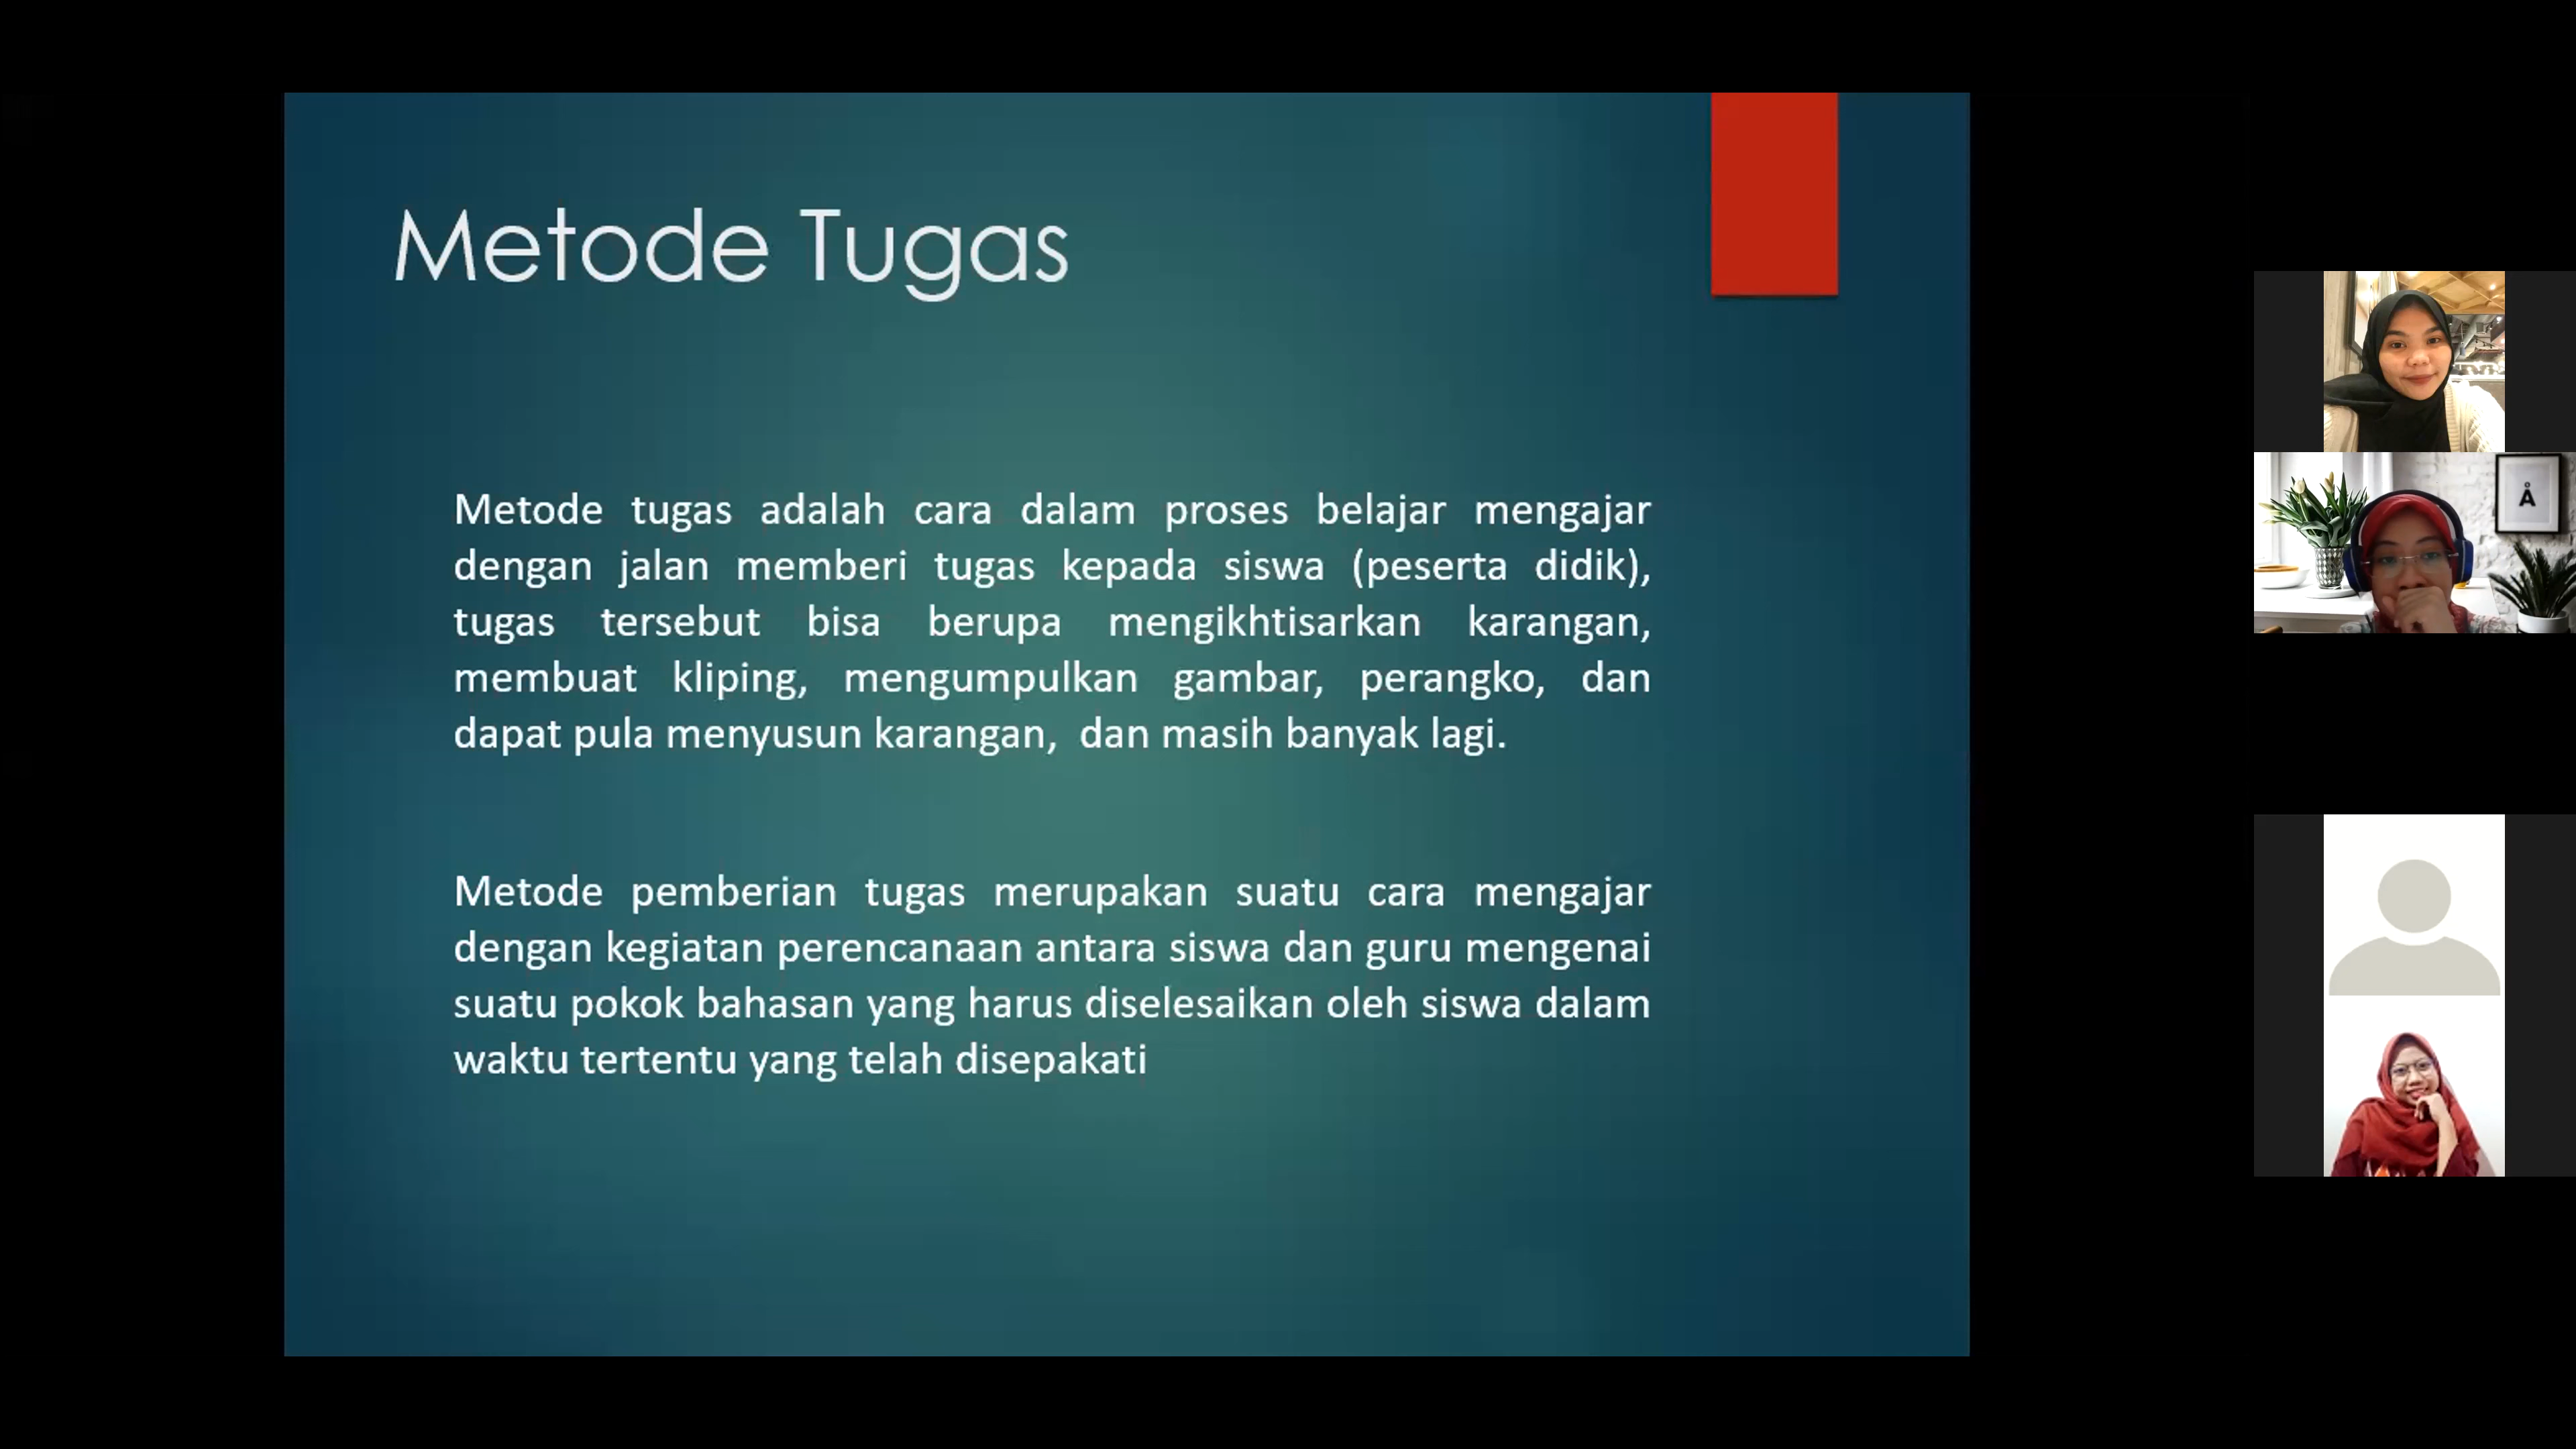 Metode Tugas
Metode tugas adalah cara dalam proses belajar mengajar
dengan jalan memberi tugas kepada siswa (peserta didik),
tugas tersebut bisa berupa mengikhtisarkan karangan,
membuat kliping, mengumpulkan gambar, perangko, dan
dapat pula menyusun karangan, dan masih banyak lagi.
Metode pemberian tugas merupakan suatu cara mengajar
dengan kegiatan perencanaan antara siswa dan guru mengenai
suatu pokok bahasan yang harus diselesaikan oleh siswa dalam
waktu tertentu yang telah disepakati
Å